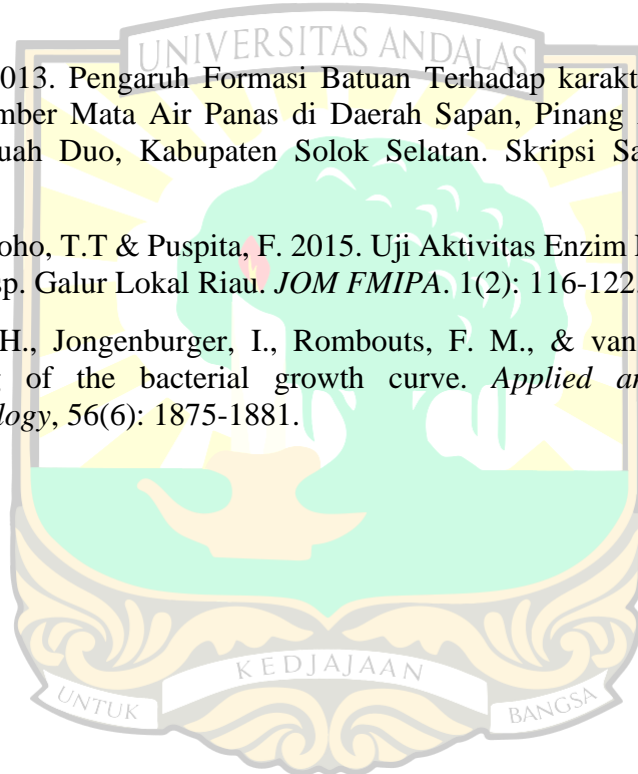 UNIVERSITAS ANDALAS
013. Pengaruh Formasi Batuan Terhadap karakt
mber Mata Air Panas di Daerah Sapan, Pinang
uah Duo, Kabupaten Solok Selatan. Skripsi Sa
oho, T.T & Puspita, F. 2015. Uji Aktivitas Enzim
sp. Galur Lokal Riau. JOM FMIPA. 1(2): 116-122
H., Jongenburger, I., Rombouts, F. M., & van
of the bacterial growth curve. Applied a
logy, 56(6): 1875-1881.
KEDJAJAAN
UNTUK BANGSA